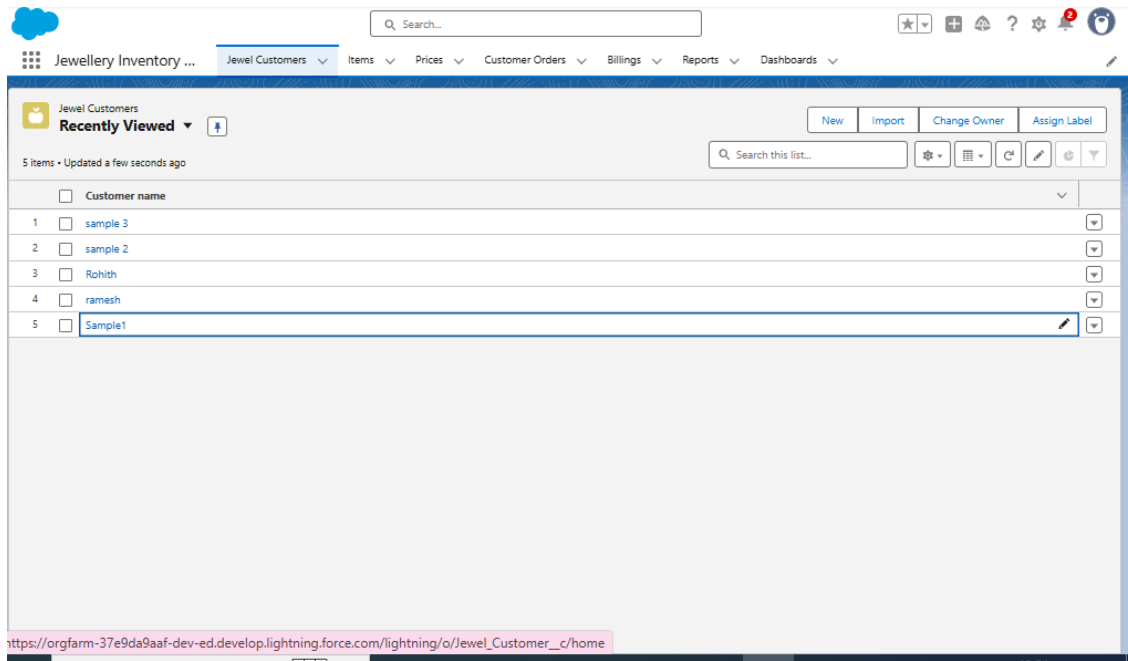 Search...
2
Jewellery Inventory ... Jewel Customers Items Prices Customer Orders Billings Reports Dashboards
Jewel Customers
Recently Viewed
New Import Change Owner Assign Label
5 items • Updated a few seconds ago
Search this list...
Customer name
1 sample 3
2 sample 2
3 Rohith
4 ramesh
5 Sample1
https://orgfarm-37e9da9aaf-dev-ed.develop.lightning.force.com/lightning/o/Jewel_Customer__c/home